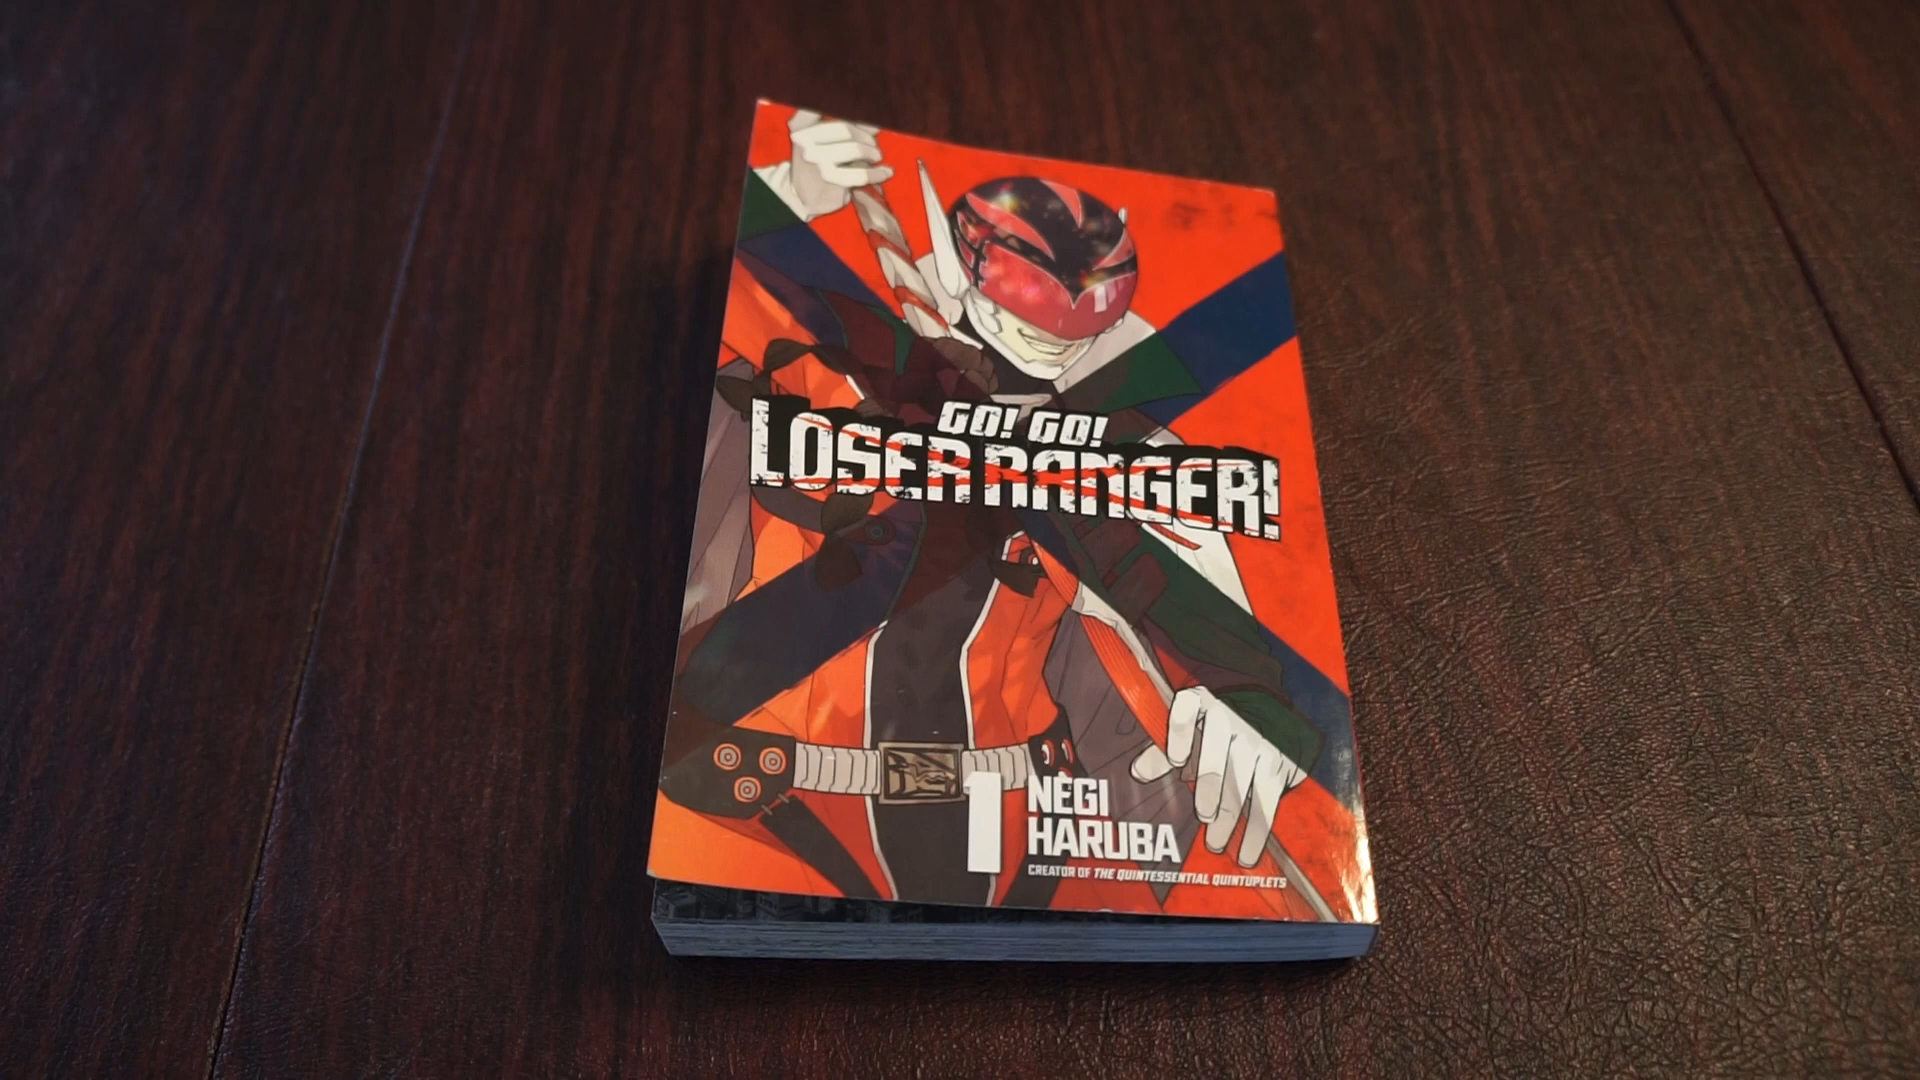 GO! GO!
LOSER RANGER!
1
NEGI
HARUBA
CREATOR OF THE QUINTESSENTIAL QUINTUPLETS